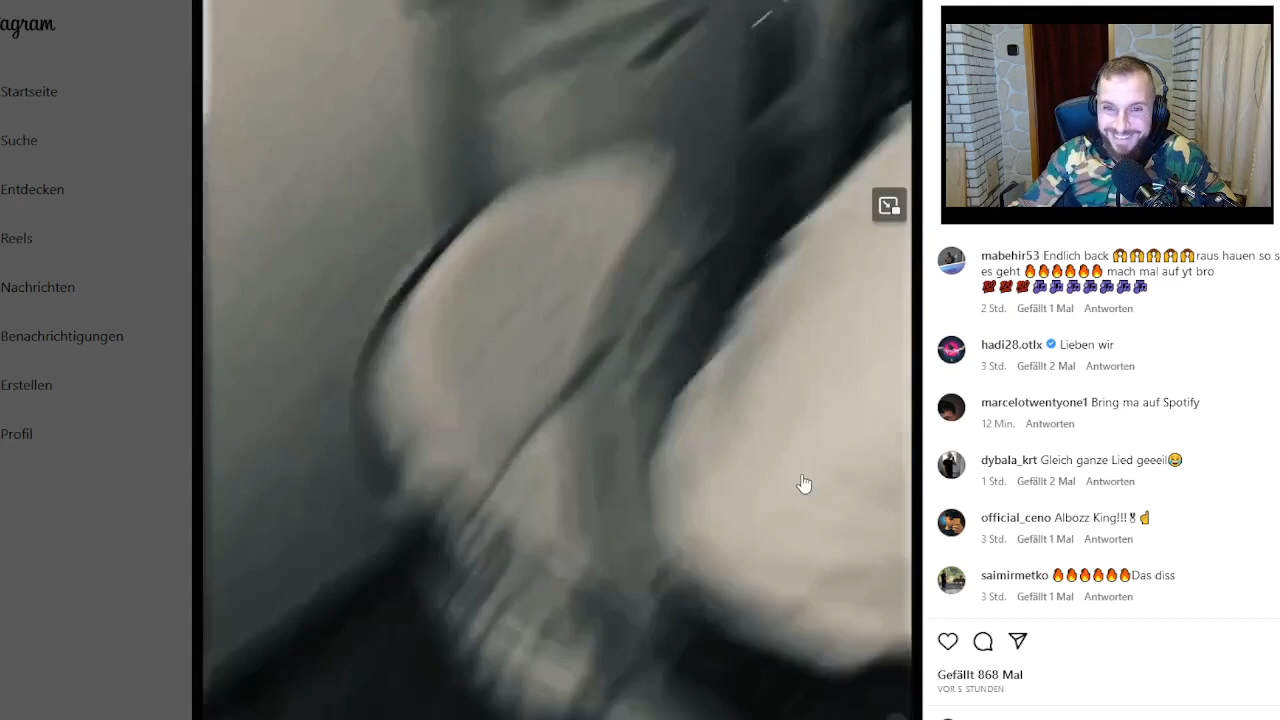 agram
Startseite
Suche
Entdecken
Reels
Nachrichten
Benachrichtigungen
Erstellen
Profil
mabehir53 Endlich back 🙌🙌🙌🙌🙌raus hauen so s
es geht 🔥🔥🔥🔥🔥🔥 mach mal auf yt bro
2 Std. Gefällt 1 Mal Antworten
hadi28.otlx Lieben wir
3 Std. Gefällt 2 Mal Antworten
marcelotwentyone1 Bring ma auf Spotify
12 Min. Antworten
dybala_krt Gleich ganze Lied geeeil😂
1 Std. Gefällt 2 Mal Antworten
official_ceno Albozz King!!!🎖☝
3 Std. Gefällt 1 Mal Antworten
saimirmetko 🔥🔥🔥🔥🔥🔥Das diss
3 Std. Gefällt 1 Mal Antworten
Gefällt 868 Mal
VOR 5 STUNDEN